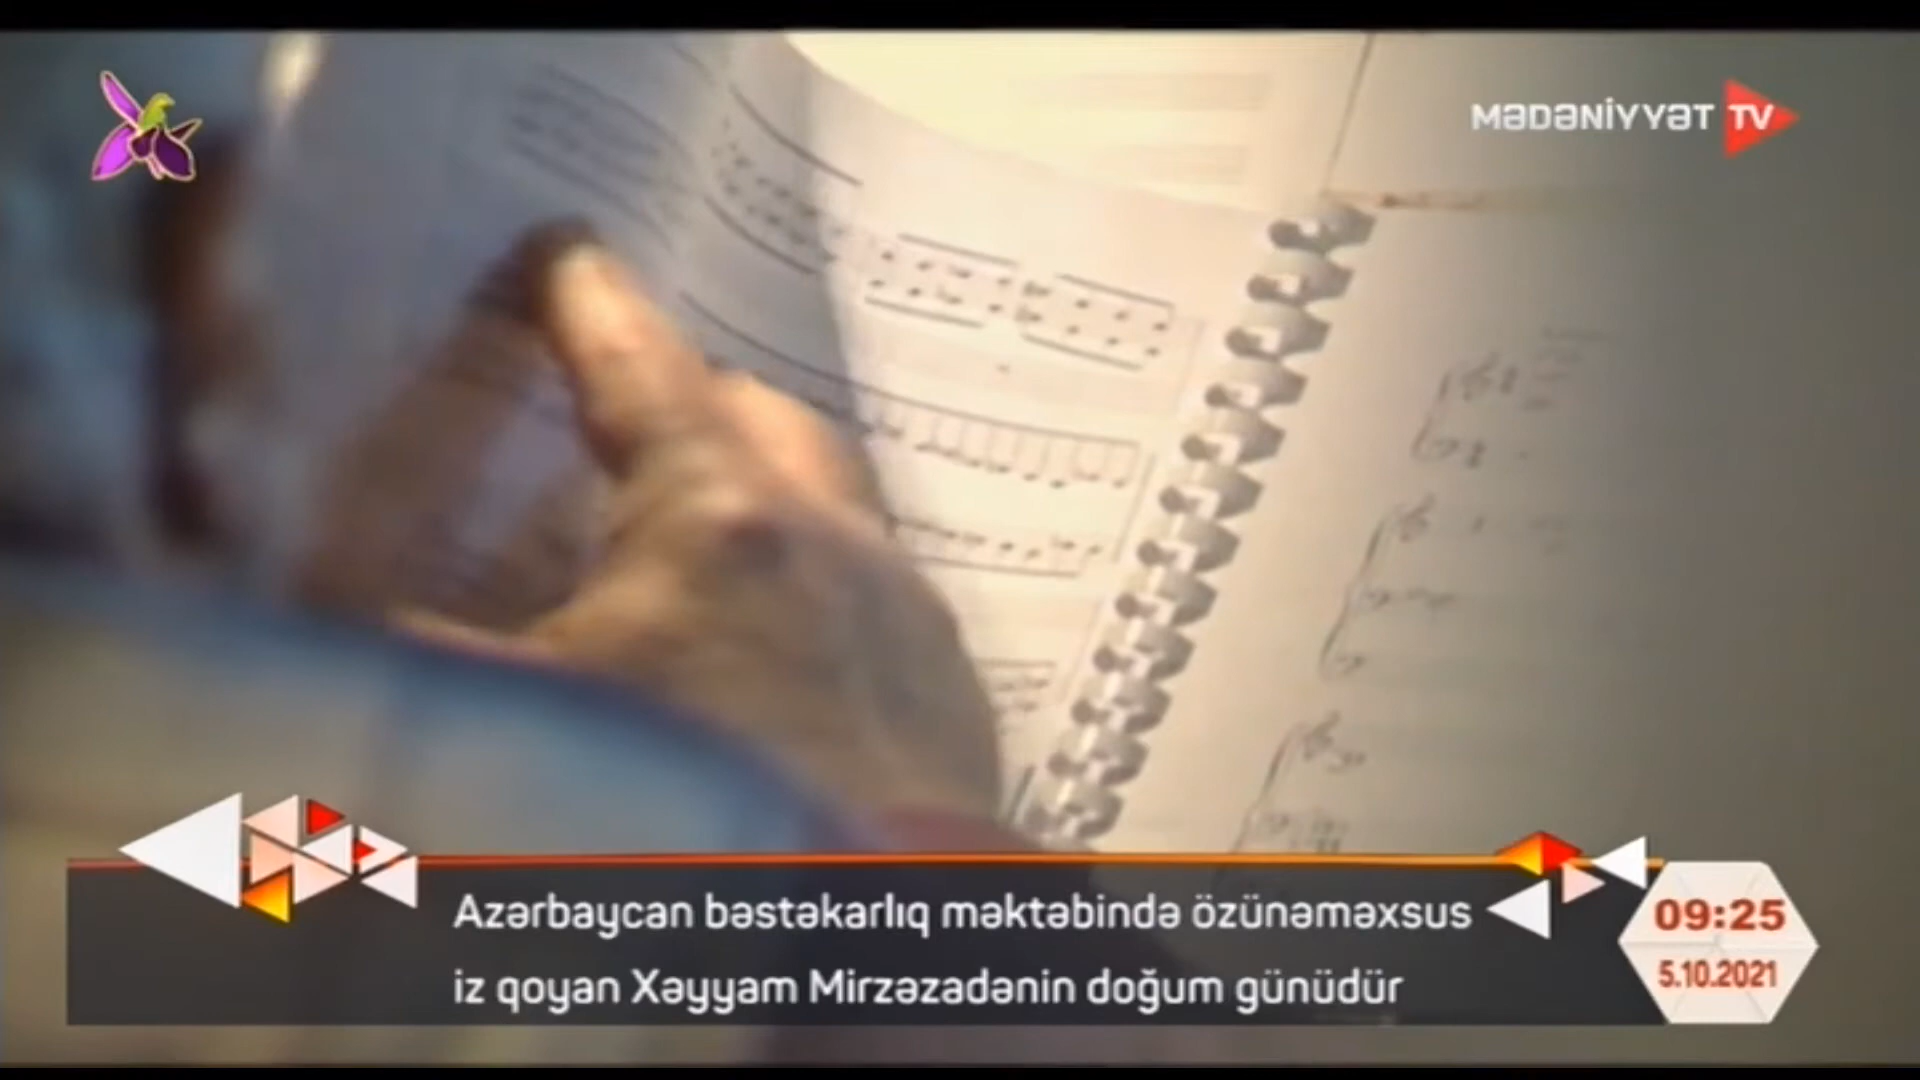 MƏDƏNİYYƏT TV
Azərbaycan bəstəkarlıq məktəbində özünəməxsus
iz qoyan Xəyyam Mirzəzadənin doğum günüdür
09:25
5.10.2021